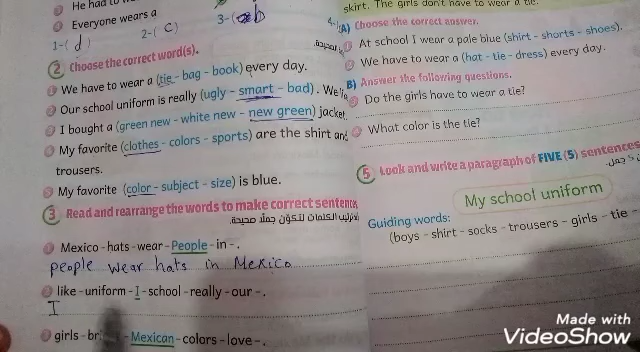 He had to
Everyone wears a
1-( d )
2-( c )
3-( b )
2 Choose the correct word(s).
We have to wear a (tie - bag - book) every day.
Our school uniform is really (ugly - smart - bad). We
I bought a (green new - white new - new green) jacket.
My favorite (clothes - colors - sports) are the shirt and
trousers.
My favorite (color - subject - size) is blue.
3 Read and rearrange the words to make correct sentence
Mexico - hats - wear - People - in - .
people wear hats in Mexico
like - uniform - I - school - really - our - .
I
girls - br - Mexican - colors - love - .
skirt. The girls don't have to wear a tie.
(A) Choose the correct answer.
At school I wear a pale blue (shirt - shorts - shoes).
We have to wear a (hat - tie - dress) every day.
B) Answer the following questions.
Do the girls have to wear a tie?
What color is the tie?
5 Look and write a paragraph of FIVE (5) sentences
My school uniform
Guiding words:
(boys - shirt - socks - trousers - girls - tie -
Made with
VideoShow